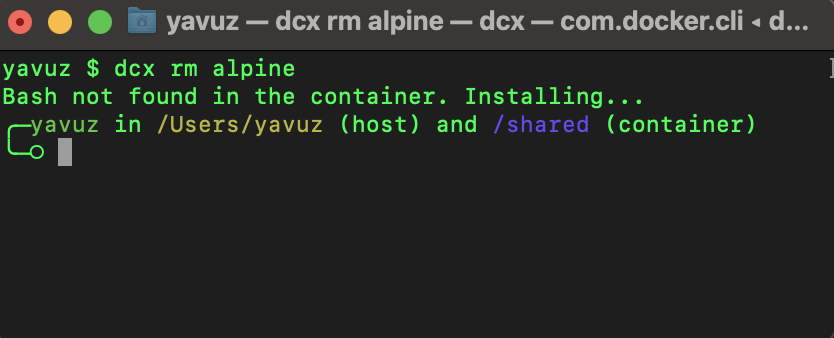 yavuz — dcx rm alpine — dcx — com.docker.cli ◂ d...
yavuz $ dcx rm alpine
Bash not found in the container. Installing...
yavuz in /Users/yavuz (host) and /shared (container)